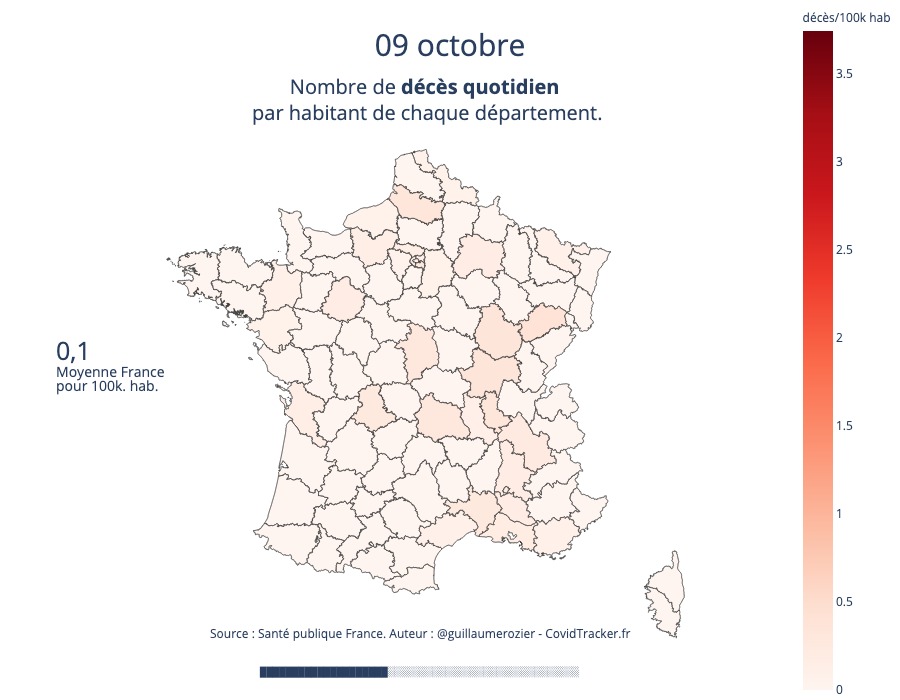 décès/100k hab
09 octobre
Nombre de décès quotidien
par habitant de chaque département.
3.5
3
2.5
2
1.5
1
0.5
0
0,1
Moyenne France
pour 100k. hab.
Source : Santé publique France. Auteur : @guillaumerozier - CovidTracker.fr